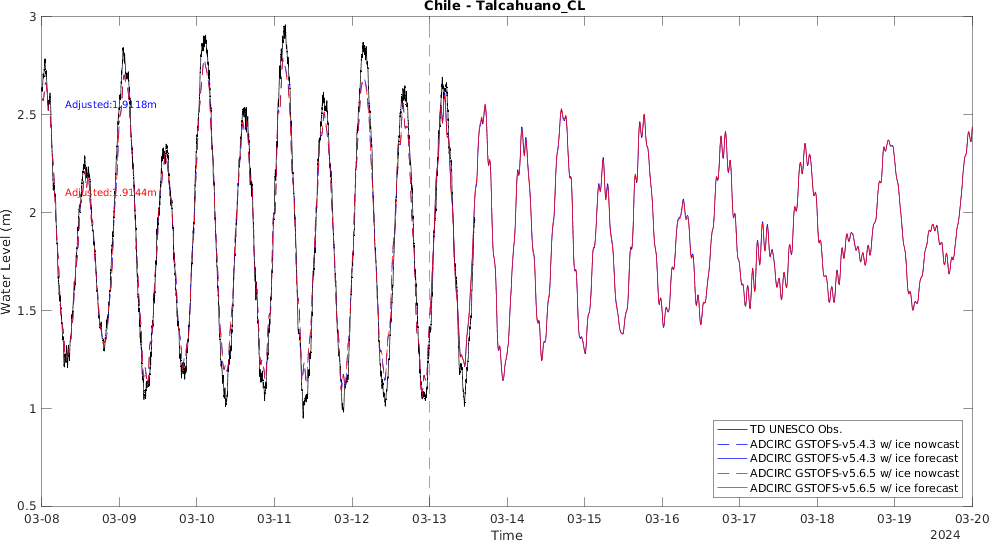 Chile - Talcahuano_CL
3
2.5
2
1.5
1
0.5
Water Level (m)
Adjusted:1.9118m
Adjusted:1.9144m
TD UNESCO Obs.
ADCIRC GSTOFS-v5.4.3 w/ ice nowcast
ADCIRC GSTOFS-v5.4.3 w/ ice forecast
ADCIRC GSTOFS-v5.6.5 w/ ice nowcast
ADCIRC GSTOFS-v5.6.5 w/ ice forecast
03-08 03-09 03-10 03-11 03-12 03-13 03-14 03-15 03-16 03-17 03-18 03-19 03-20
Time
2024